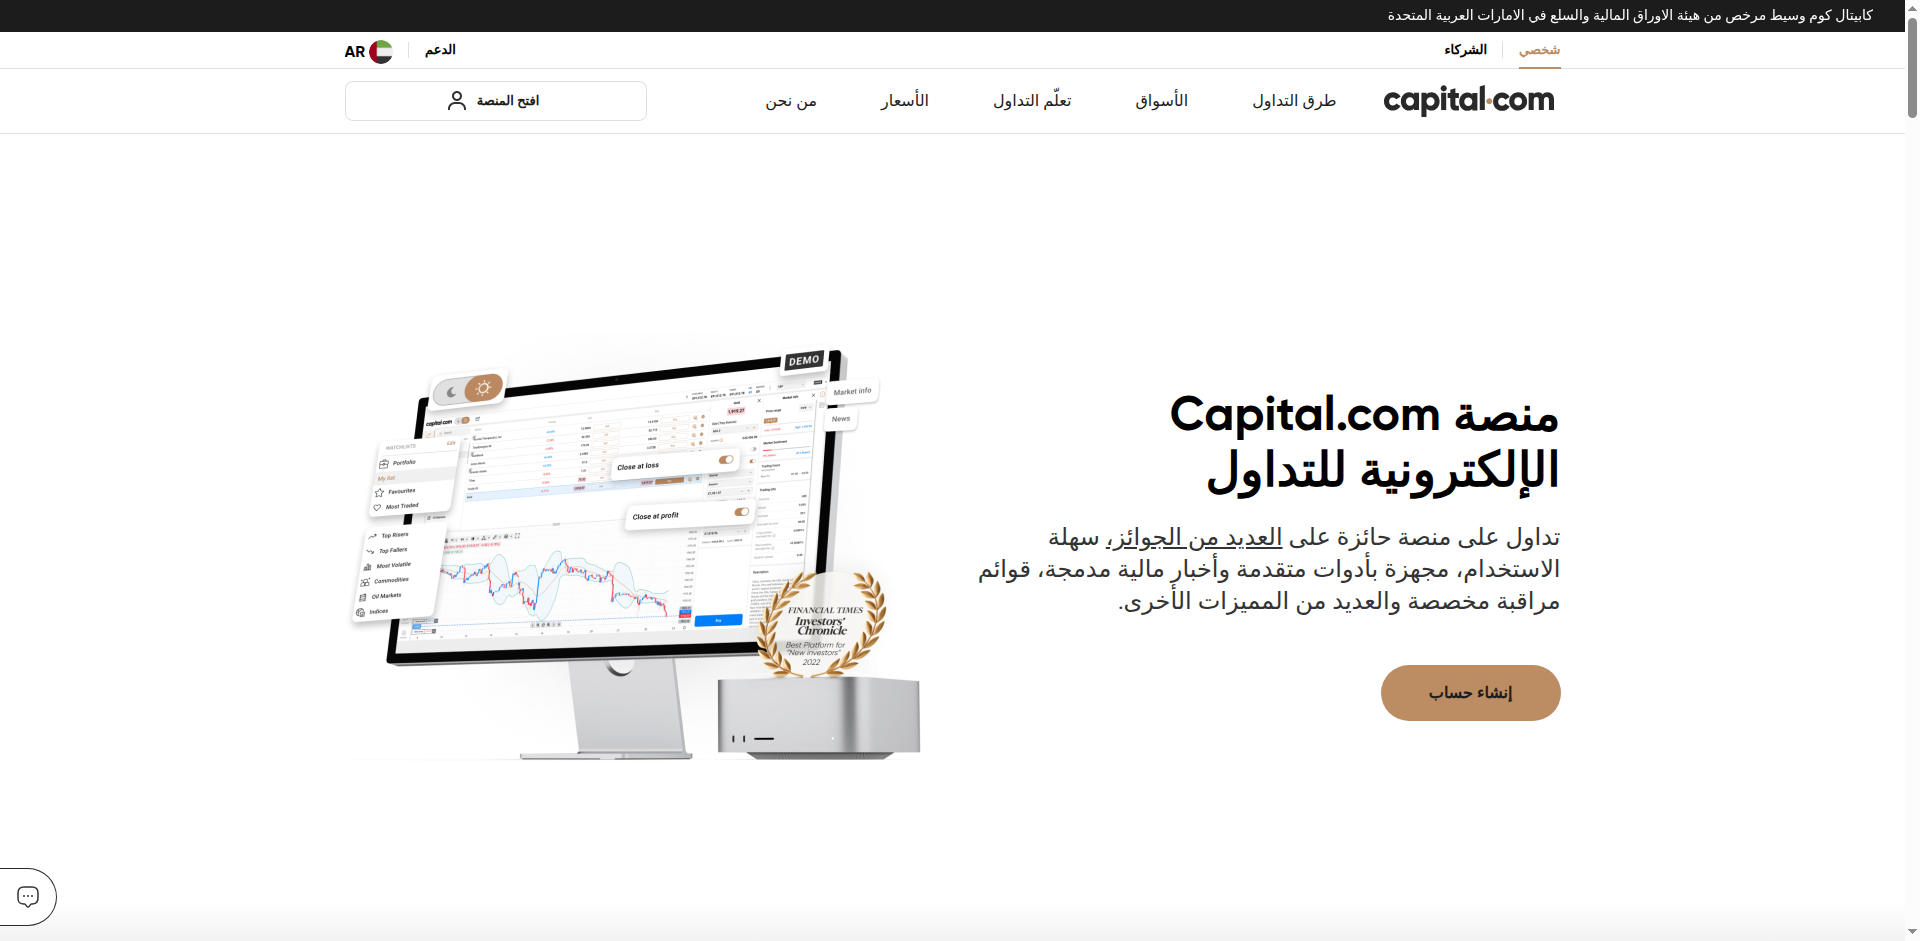 كابيتال كوم وسيط مرخص من هيئة الاوراق المالية والسلع في الامارات العربية المتحدة
شخصي
الشركاء
الدعم
AR
capital.com
طرق التداول
الأسواق
تعلّم التداول
الأسعار
من نحن
افتح المنصة
منصة Capital.com
الإلكترونية للتداول
تداول على منصة حائزة على العديد من الجوائز، سهلة
الاستخدام، مجهزة بأدوات متقدمة وأخبار مالية مدمجة، قوائم
مراقبة مخصصة والعديد من المميزات الأخرى.
إنشاء حساب
DEMO
Market info
News
capital.com
WATCHLISTS
Edit
Portfolio
My list
Favourites
Most Traded
Top Risers
Top Fallers
Most Volatile
Commodities
Oil Markets
Indices
Close at loss
Close at profit
Buy
FINANCIAL TIMES
Investors'
Chronicle
Best Platform for
"New investors"
2022